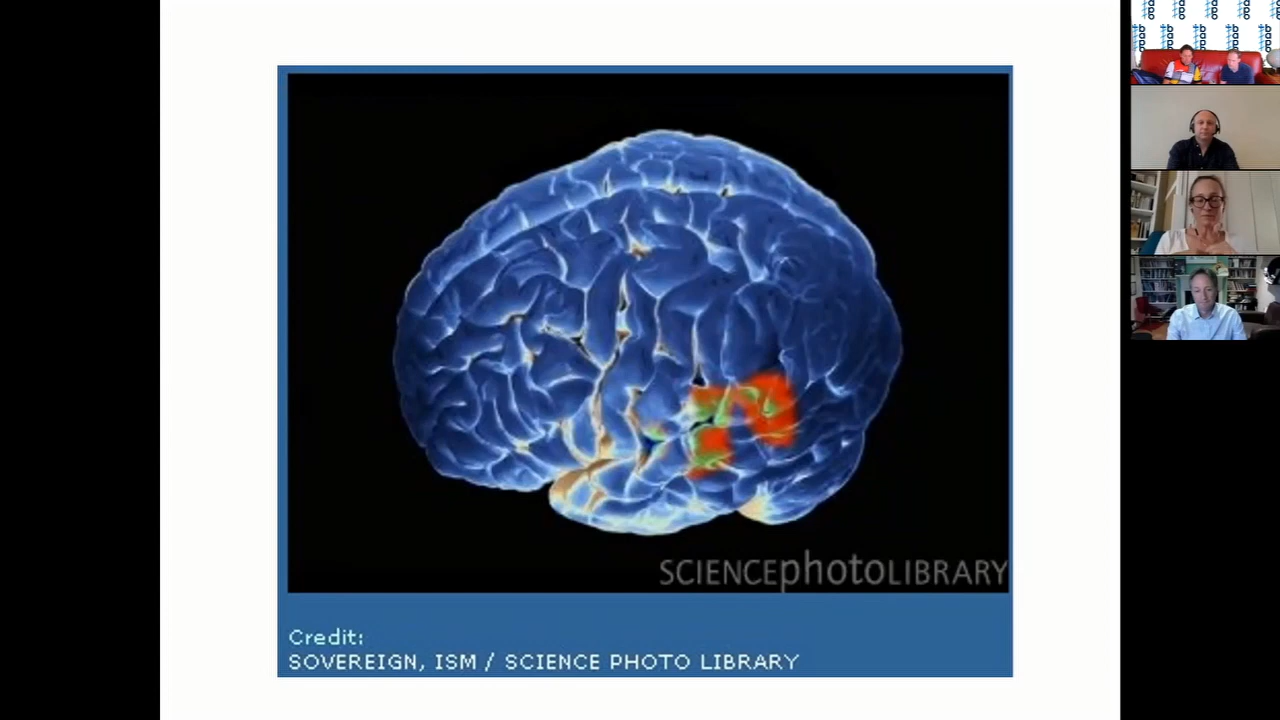 SCIENCEphotoLIBRARY
Credit:
SOVEREIGN, ISM / SCIENCE PHOTO LIBRARY